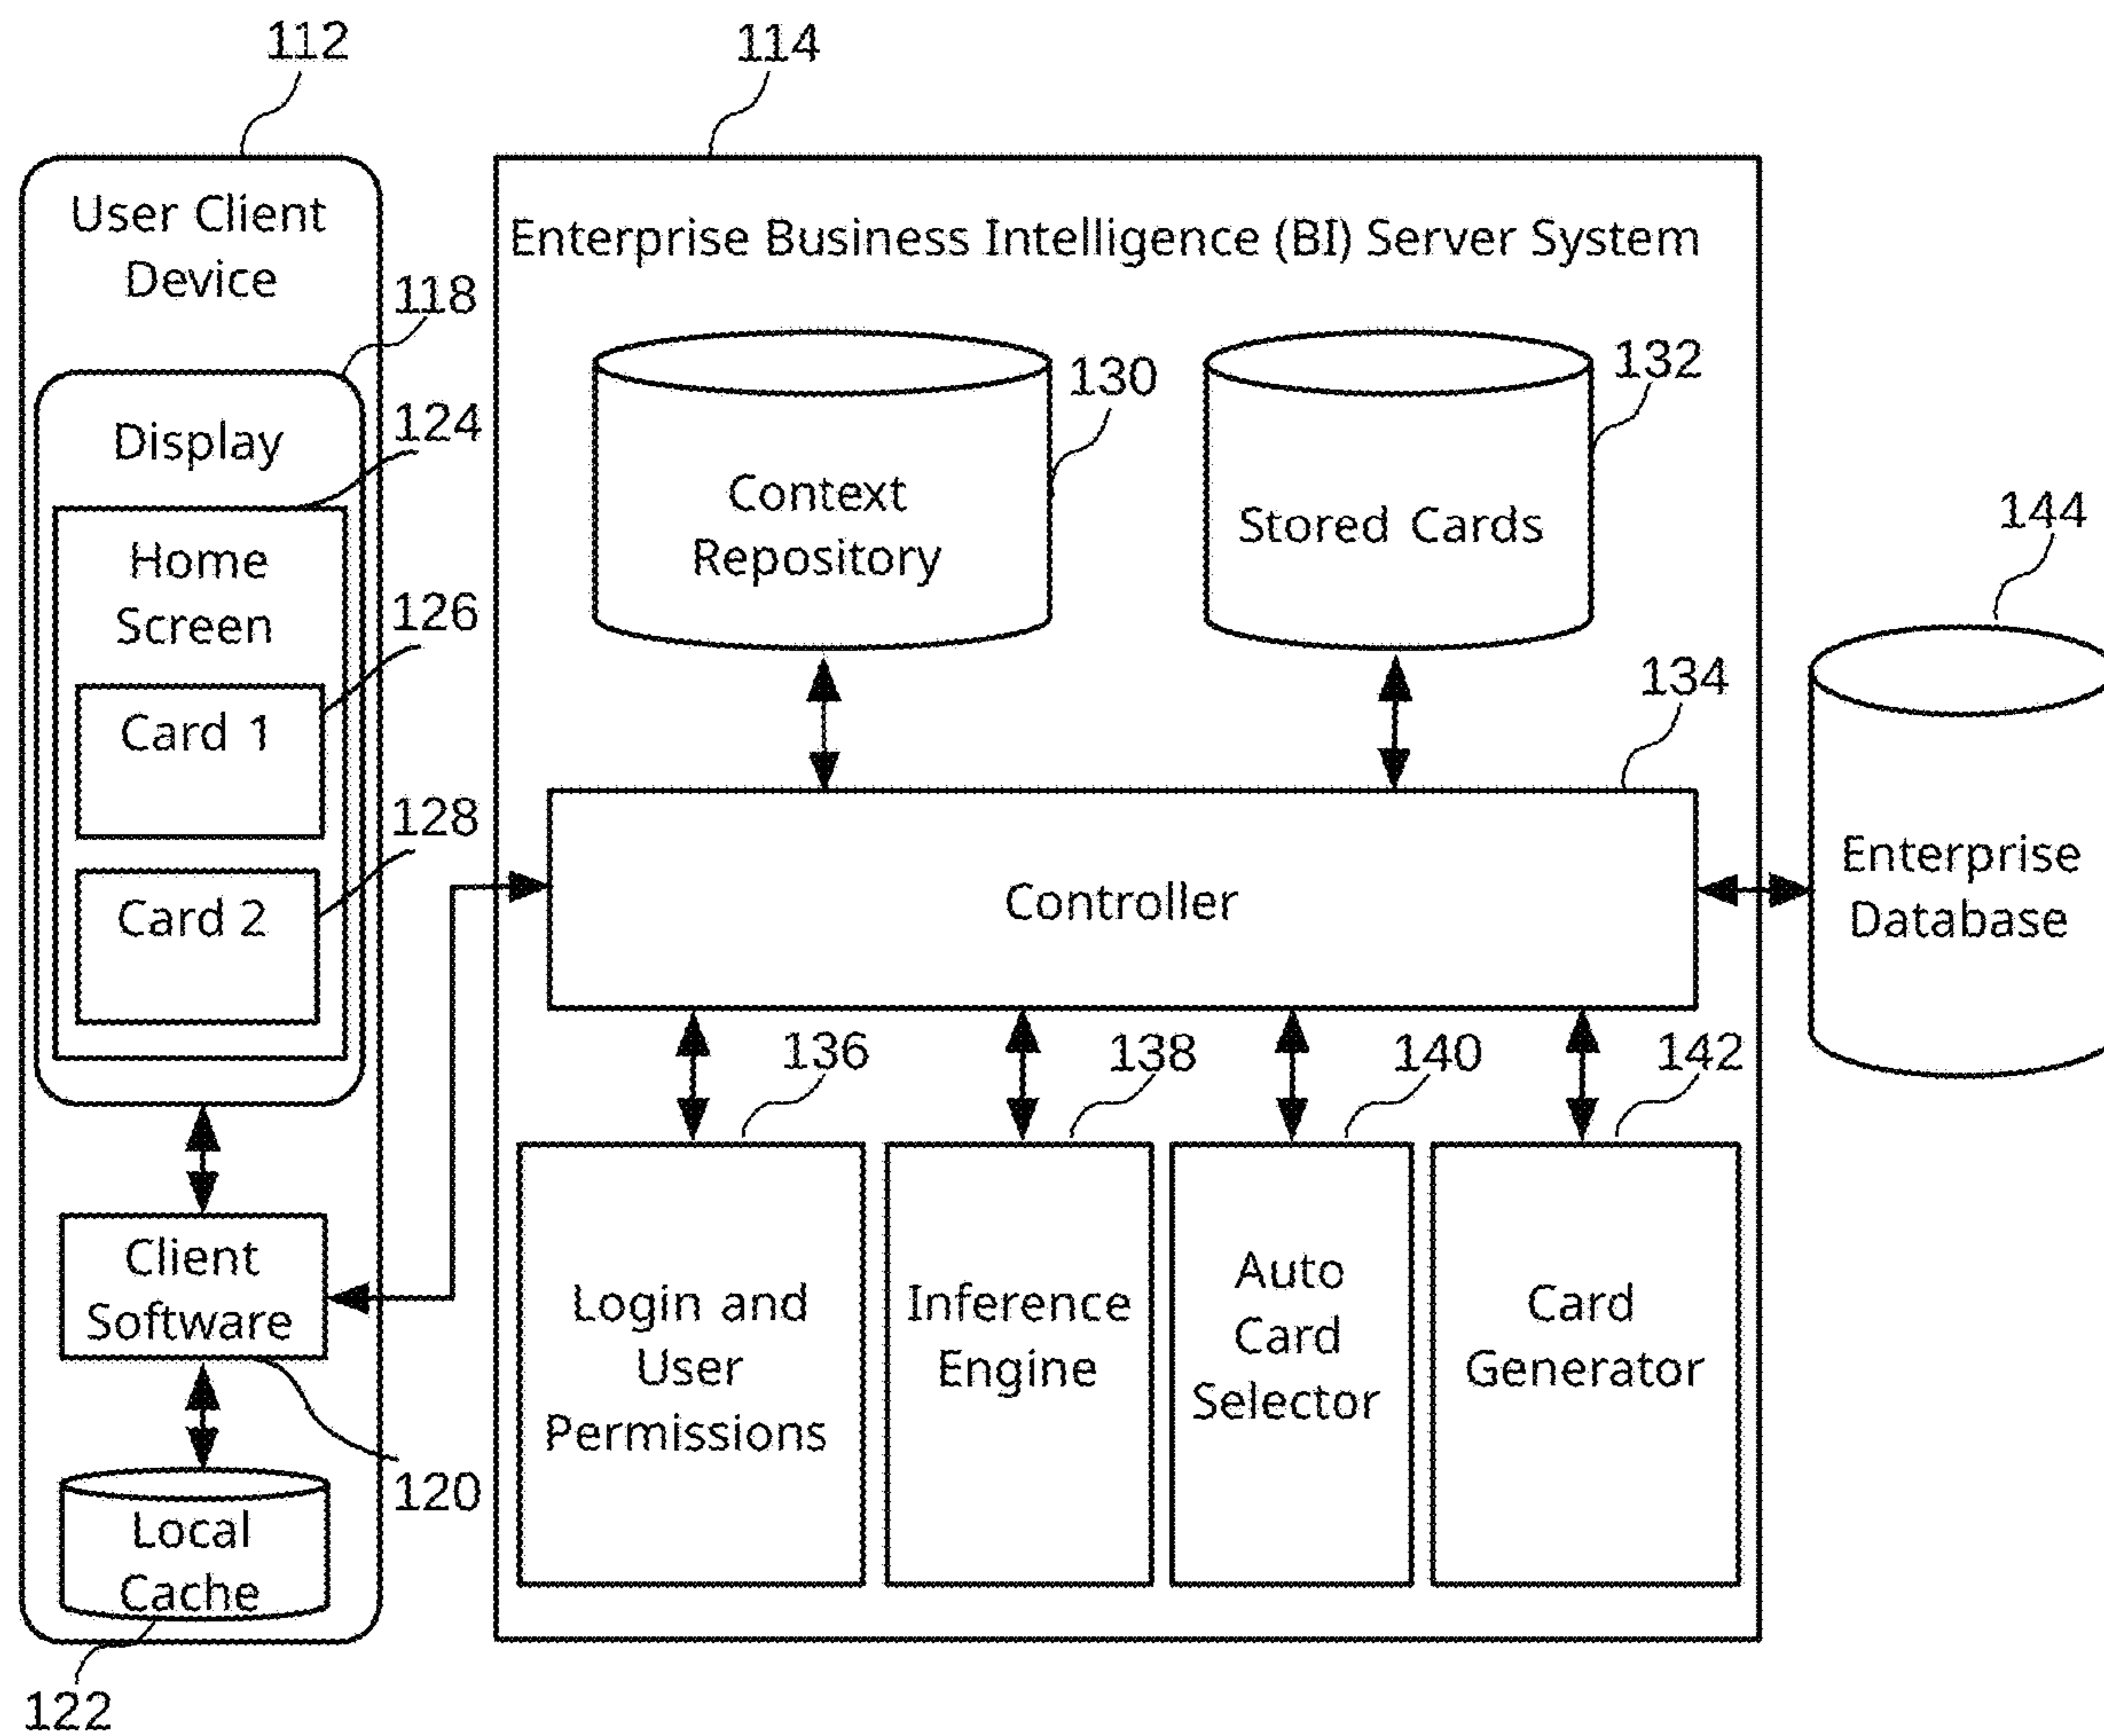 112
114
User Client
Device
118
Display
124
Home
Screen
126
Card 1
128
Card 2
Client
Software
120
Local
Cache
122
Enterprise Business Intelligence (BI) Server System
130
Context
Repository
132
Stored Cards
134
Controller
136
Login and
User
Permissions
138
Inference
Engine
140
Auto
Card
Selector
142
Card
Generator
144
Enterprise
Database